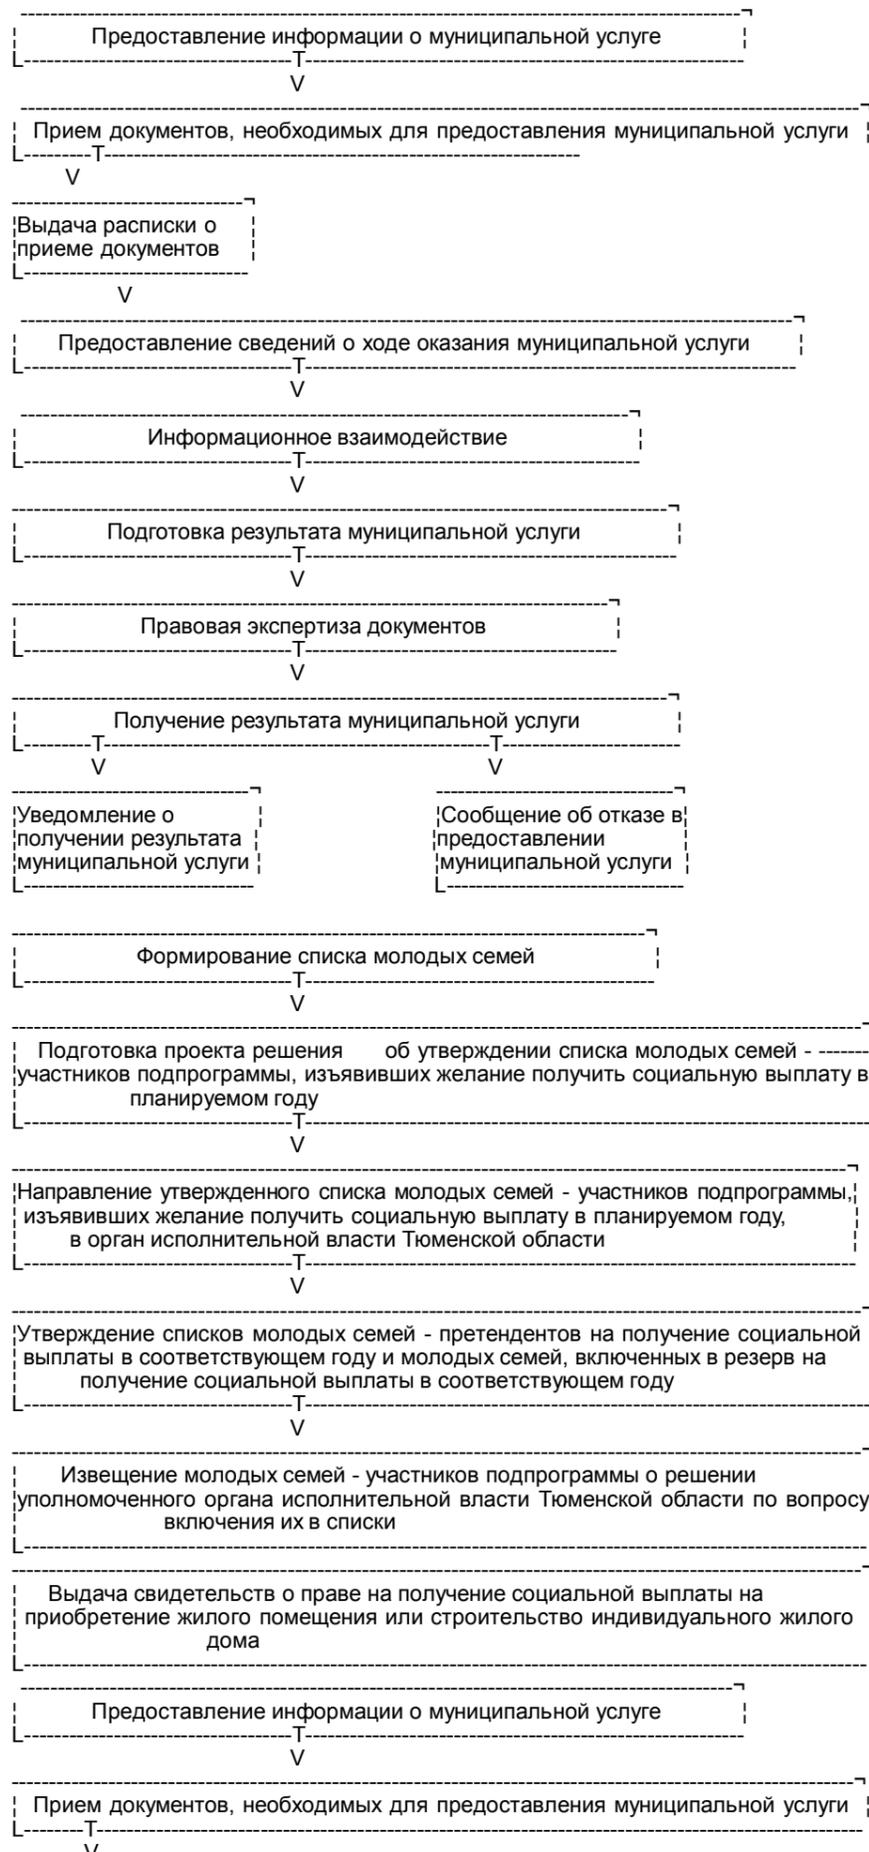 Предоставление информации о муниципальной услуге
V
Прием документов, необходимых для предоставления муниципальной услуги
V
Выдача расписки о
приеме документов
V
Предоставление сведений о ходе оказания муниципальной услуги
V
Информационное взаимодействие
V
Подготовка результата муниципальной услуги
V
Правовая экспертиза документов
V
Получение результата муниципальной услуги
V V
Уведомление о
получении результата
муниципальной услуги
Сообщение об отказе в
предоставлении
муниципальной услуги
Формирование списка молодых семей
V
Подготовка проекта решения об утверждении списка молодых семей -
участников подпрограммы, изъявивших желание получить социальную выплату в
планируемом году
V
Направление утвержденного списка молодых семей - участников подпрограммы,
изъявивших желание получить социальную выплату в планируемом году,
в орган исполнительной власти Тюменской области
V
Утверждение списков молодых семей - претендентов на получение социальной
выплаты в соответствующем году и молодых семей, включенных в резерв на
получение социальной выплаты в соответствующем году
V
Извещение молодых семей - участников подпрограммы о решении
уполномоченного органа исполнительной власти Тюменской области по вопросу
включения их в списки
Выдача свидетельств о праве на получение социальной выплаты на
приобретение жилого помещения или строительство индивидуального жилого
дома
Предоставление информации о муниципальной услуге
V
Прием документов, необходимых для предоставления муниципальной услуги
V